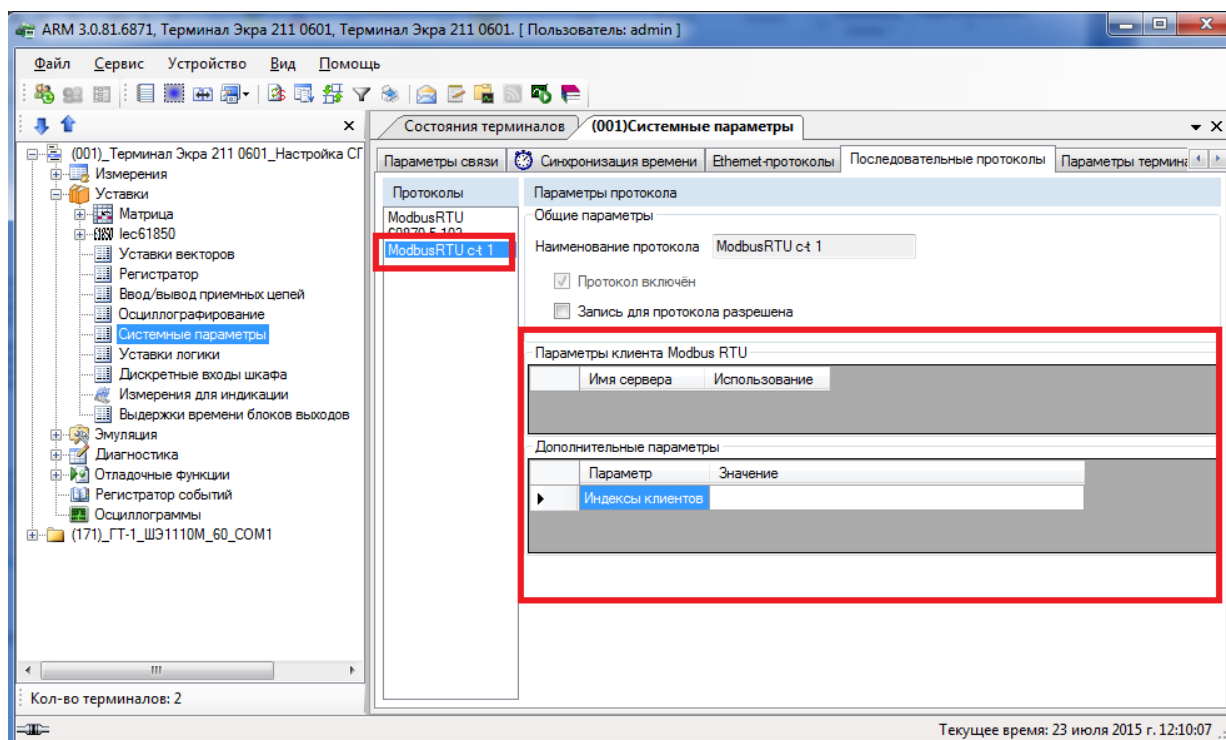 ARM 3.0.81.6871, Терминал Экра 211 0601, Терминал Экра 211 0601. [ Пользователь: admin ]
Файл Сервис Устройство Вид Помощь
Состояния терминалов (001)Системные параметры
(001)_Терминал Экра 211 0601_Настройка СГ
Измерения
Уставки
Матрица
Iec61850
Уставки векторов
Регистратор
Ввод/вывод приемных цепей
Осциллографирование
Системные параметры
Уставки логики
Дискретные входы шкафа
Измерения для индикации
Выдержки времени блоков выходов
Эмуляция
Диагностика
Отладочные функции
Регистратор событий
Осциллограммы
(171)_ГТ-1_ШЭ1110М_60_COM1
Кол-во терминалов: 2
Параметры связи Синхронизация времени Ethernet-протоколы Последовательные протоколы Параметры термина
Протоколы
ModbusRTU
60870-5-103
ModbusRTU c-t 1
Параметры протокола
Общие параметры
Наименование протокола ModbusRTU c-t 1
Протокол включён
Запись для протокола разрешена
Параметры клиента Modbus RTU
Имя сервера Использование
Дополнительные параметры
Параметр Значение
Индексы клиентов
Текущее время: 23 июля 2015 г. 12:10:07